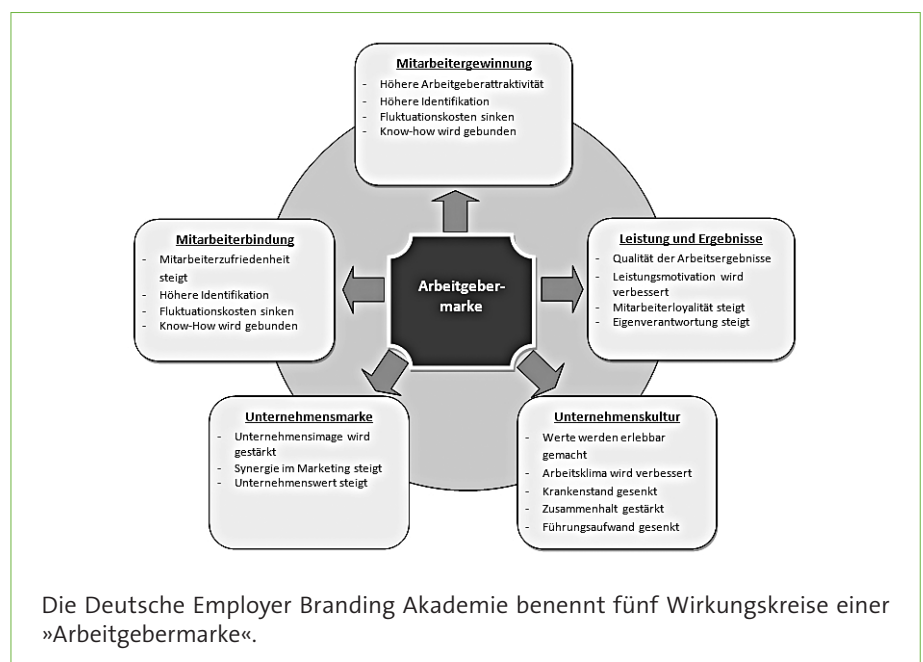 Mitarbeitergewinnung
- Höhere Arbeitgeberattraktivität
- Höhere Identifikation
- Fluktuationskosten sinken
- Know-how wird gebunden
Mitarbeiterbindung
- Mitarbeiterzufriedenheit
steigt
- Höhere Identifikation
- Fluktuationskosten sinken
- Know-How wird gebunden
Arbeitgeber-
marke
Leistung und Ergebnisse
- Qualität der Arbeitsergebnisse
- Leistungsmotivation wird
verbessert
- Mitarbeiterloyalität steigt
- Eigenverantwortung steigt
Unternehmensmarke
- Unternehmensimage wird
gestärkt
- Synergie im Marketing steigt
- Unternehmenswert steigt
Unternehmenskultur
- Werte werden erlebbar
gemacht
- Arbeitsklima wird verbessert
- Krankenstand gesenkt
- Zusammenhalt gestärkt
- Führungsaufwand gesenkt
Die Deutsche Employer Branding Akademie benennt fünf Wirkungskreise einer
»Arbeitgebermarke«.